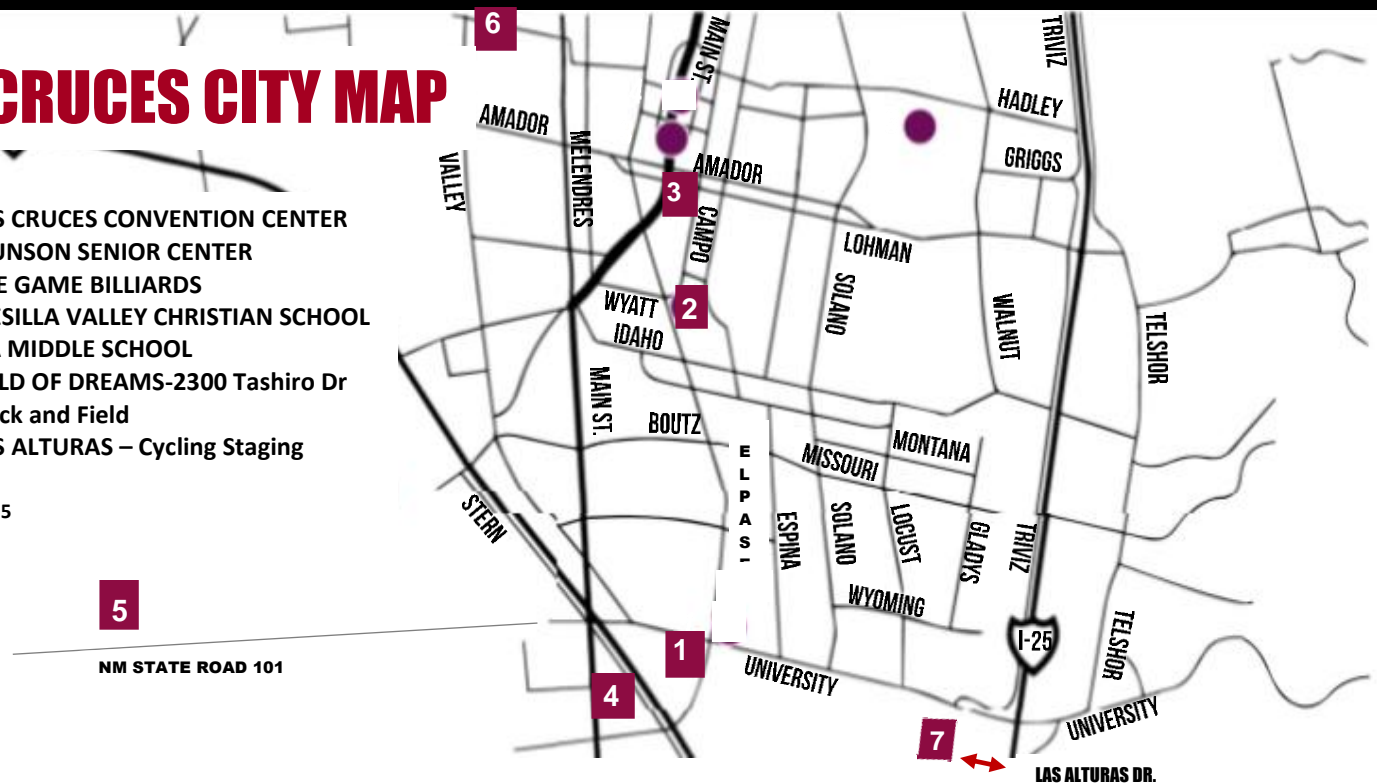 6
CRUCES CITY MAP
MAIN ST.
TRIVIZ
HADLEY
AMADOR
MELENDRES
VALLEY
GRIGGS
AMADOR
3
CAMPO
LOHMAN
S CRUCES CONVENTION CENTER
UNSON SENIOR CENTER
E GAME BILLIARDS
ESILLA VALLEY CHRISTIAN SCHOOL
A MIDDLE SCHOOL
LD OF DREAMS-2300 Tashiro Dr
ck and Field
S ALTURAS – Cycling Staging
5
WYATT
2
IDAHO
SOLANO
WALNUT
TELSHOR
MAIN ST.
BOUTZ
MONTANA
MISSOURI
E
L
P
A
S
STERN
ESPINA
SOLANO
LOCUST
GLADYS
TRIVIZ
WYOMING
5
NM STATE ROAD 101
1
I-25
TELSHOR
4
UNIVERSITY
UNIVERSITY
7
LAS ALTURAS DR.